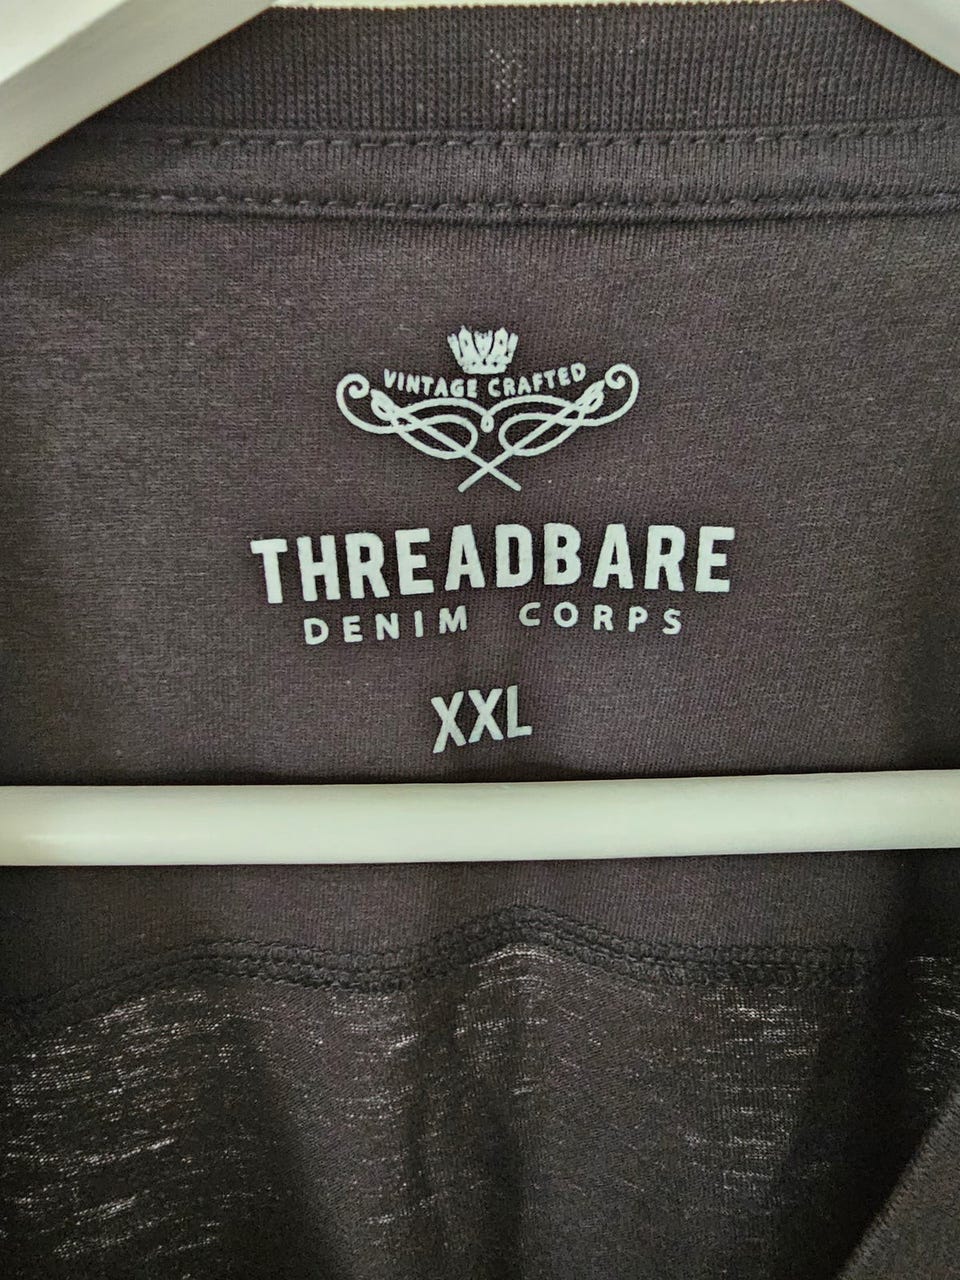 VINTAGE CRAFTED
THREADBARE
DENIM CORPS
XXL